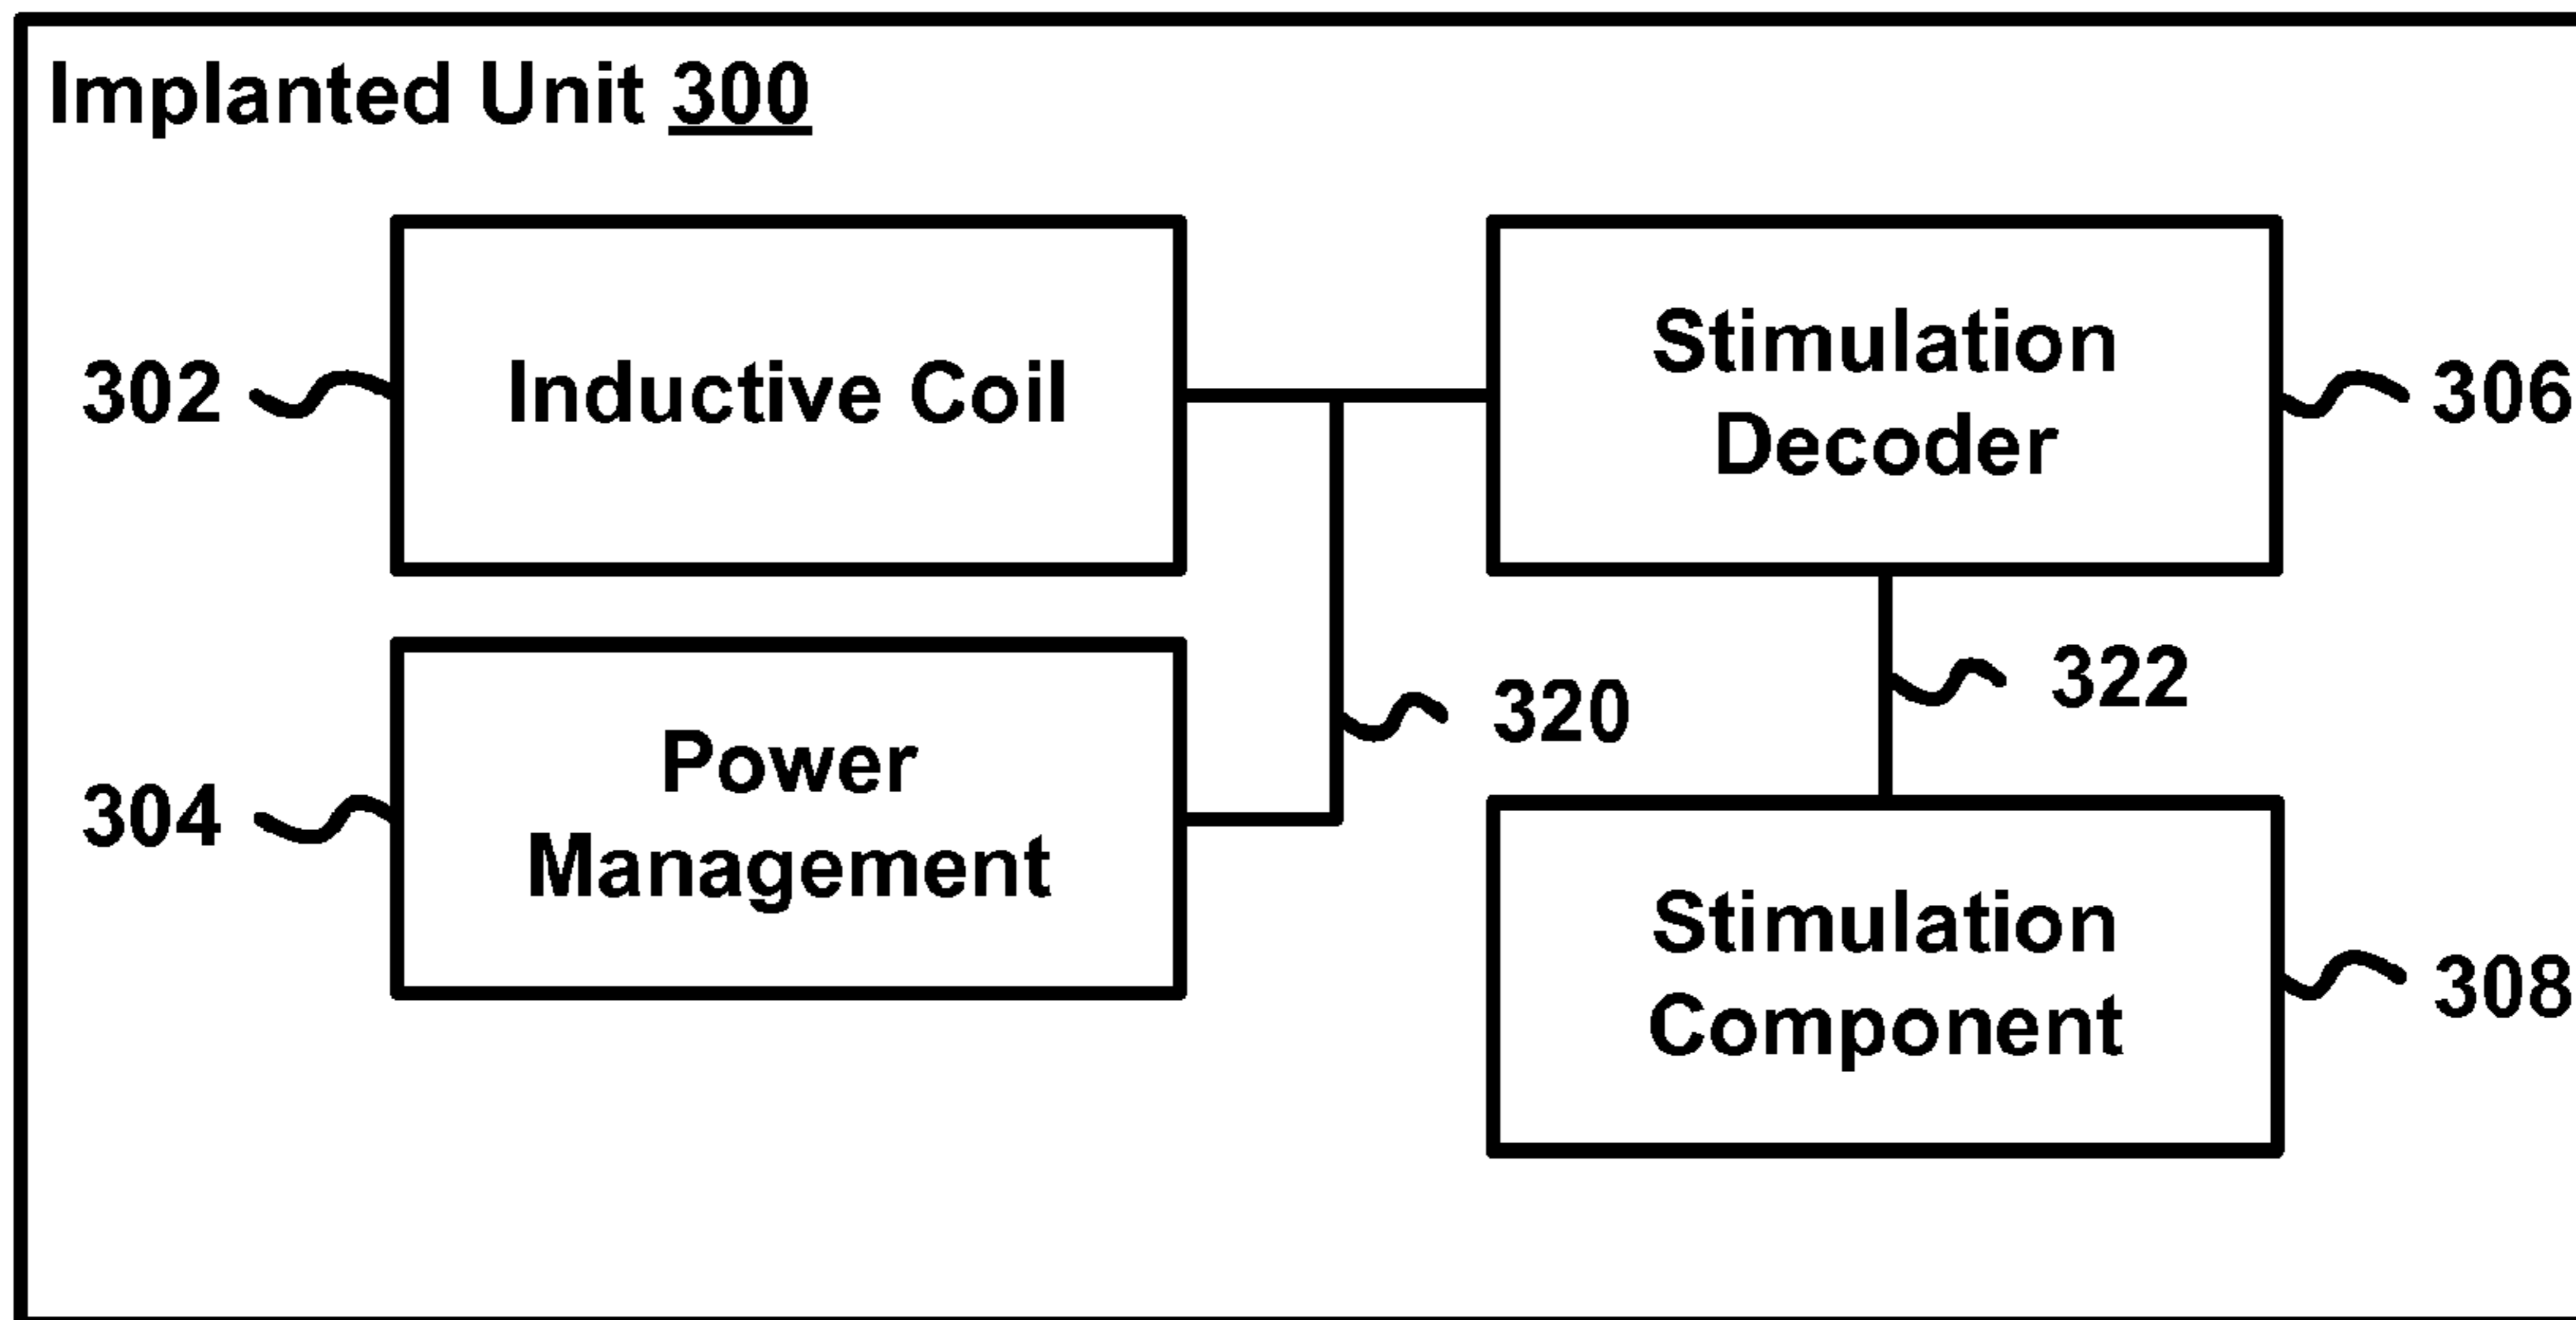 Implanted Unit 300
302
Inductive Coil
Stimulation
Decoder
306
304
Power
Management
320
322
Stimulation
Component
308